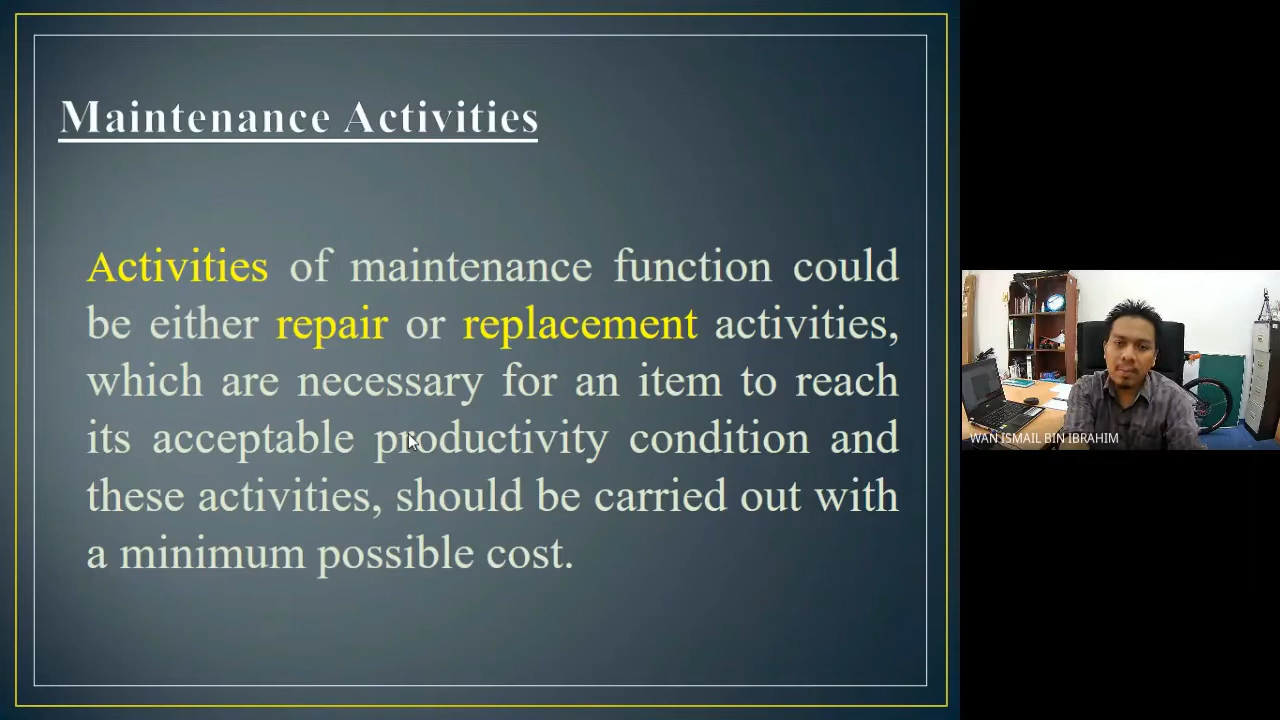 Maintenance Activities
Activities of maintenance function could
be either repair or replacement activities,
which are necessary for an item to reach
its acceptable productivity condition and
these activities, should be carried out with
a minimum possible cost.
WAN ISMAIL BIN IBRAHIM